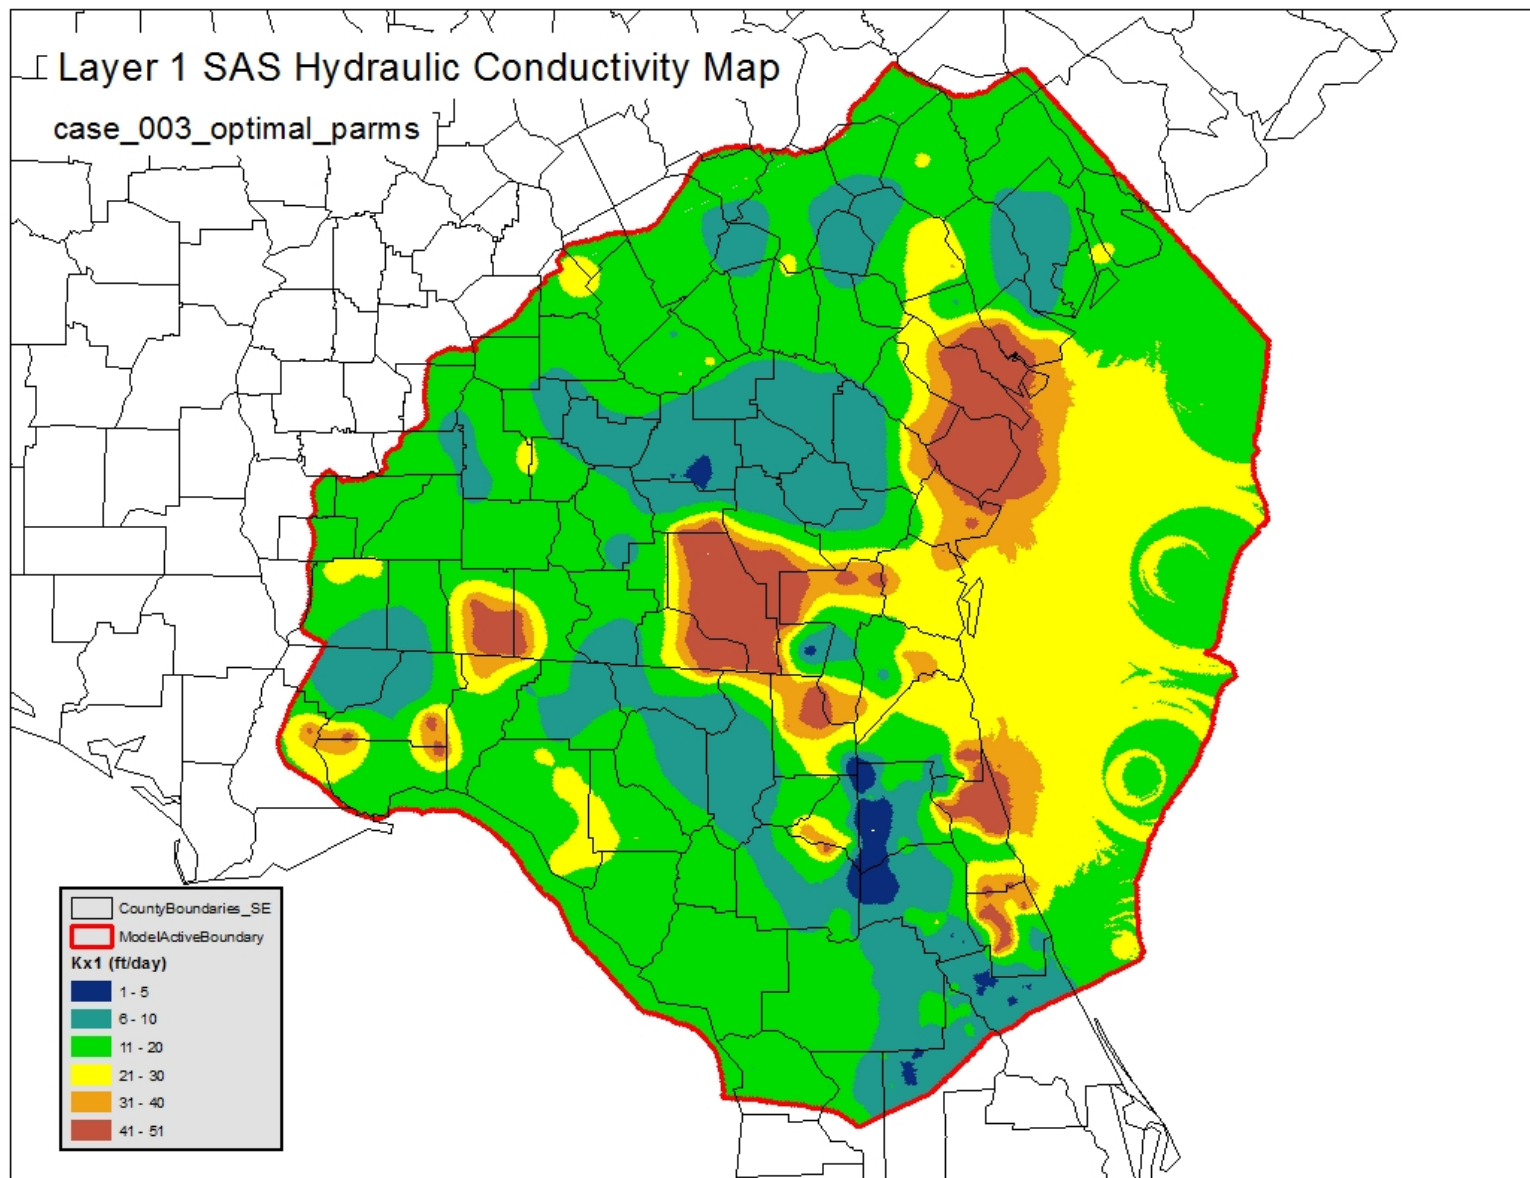 Layer 1 SAS Hydraulic Conductivity Map
case_003_optimal_parms
CountyBoundaries_SE
ModelActiveBoundary
Kx1 (ft/day)
1 - 5
6 - 10
11 - 20
21 - 30
31 - 40
41 - 51